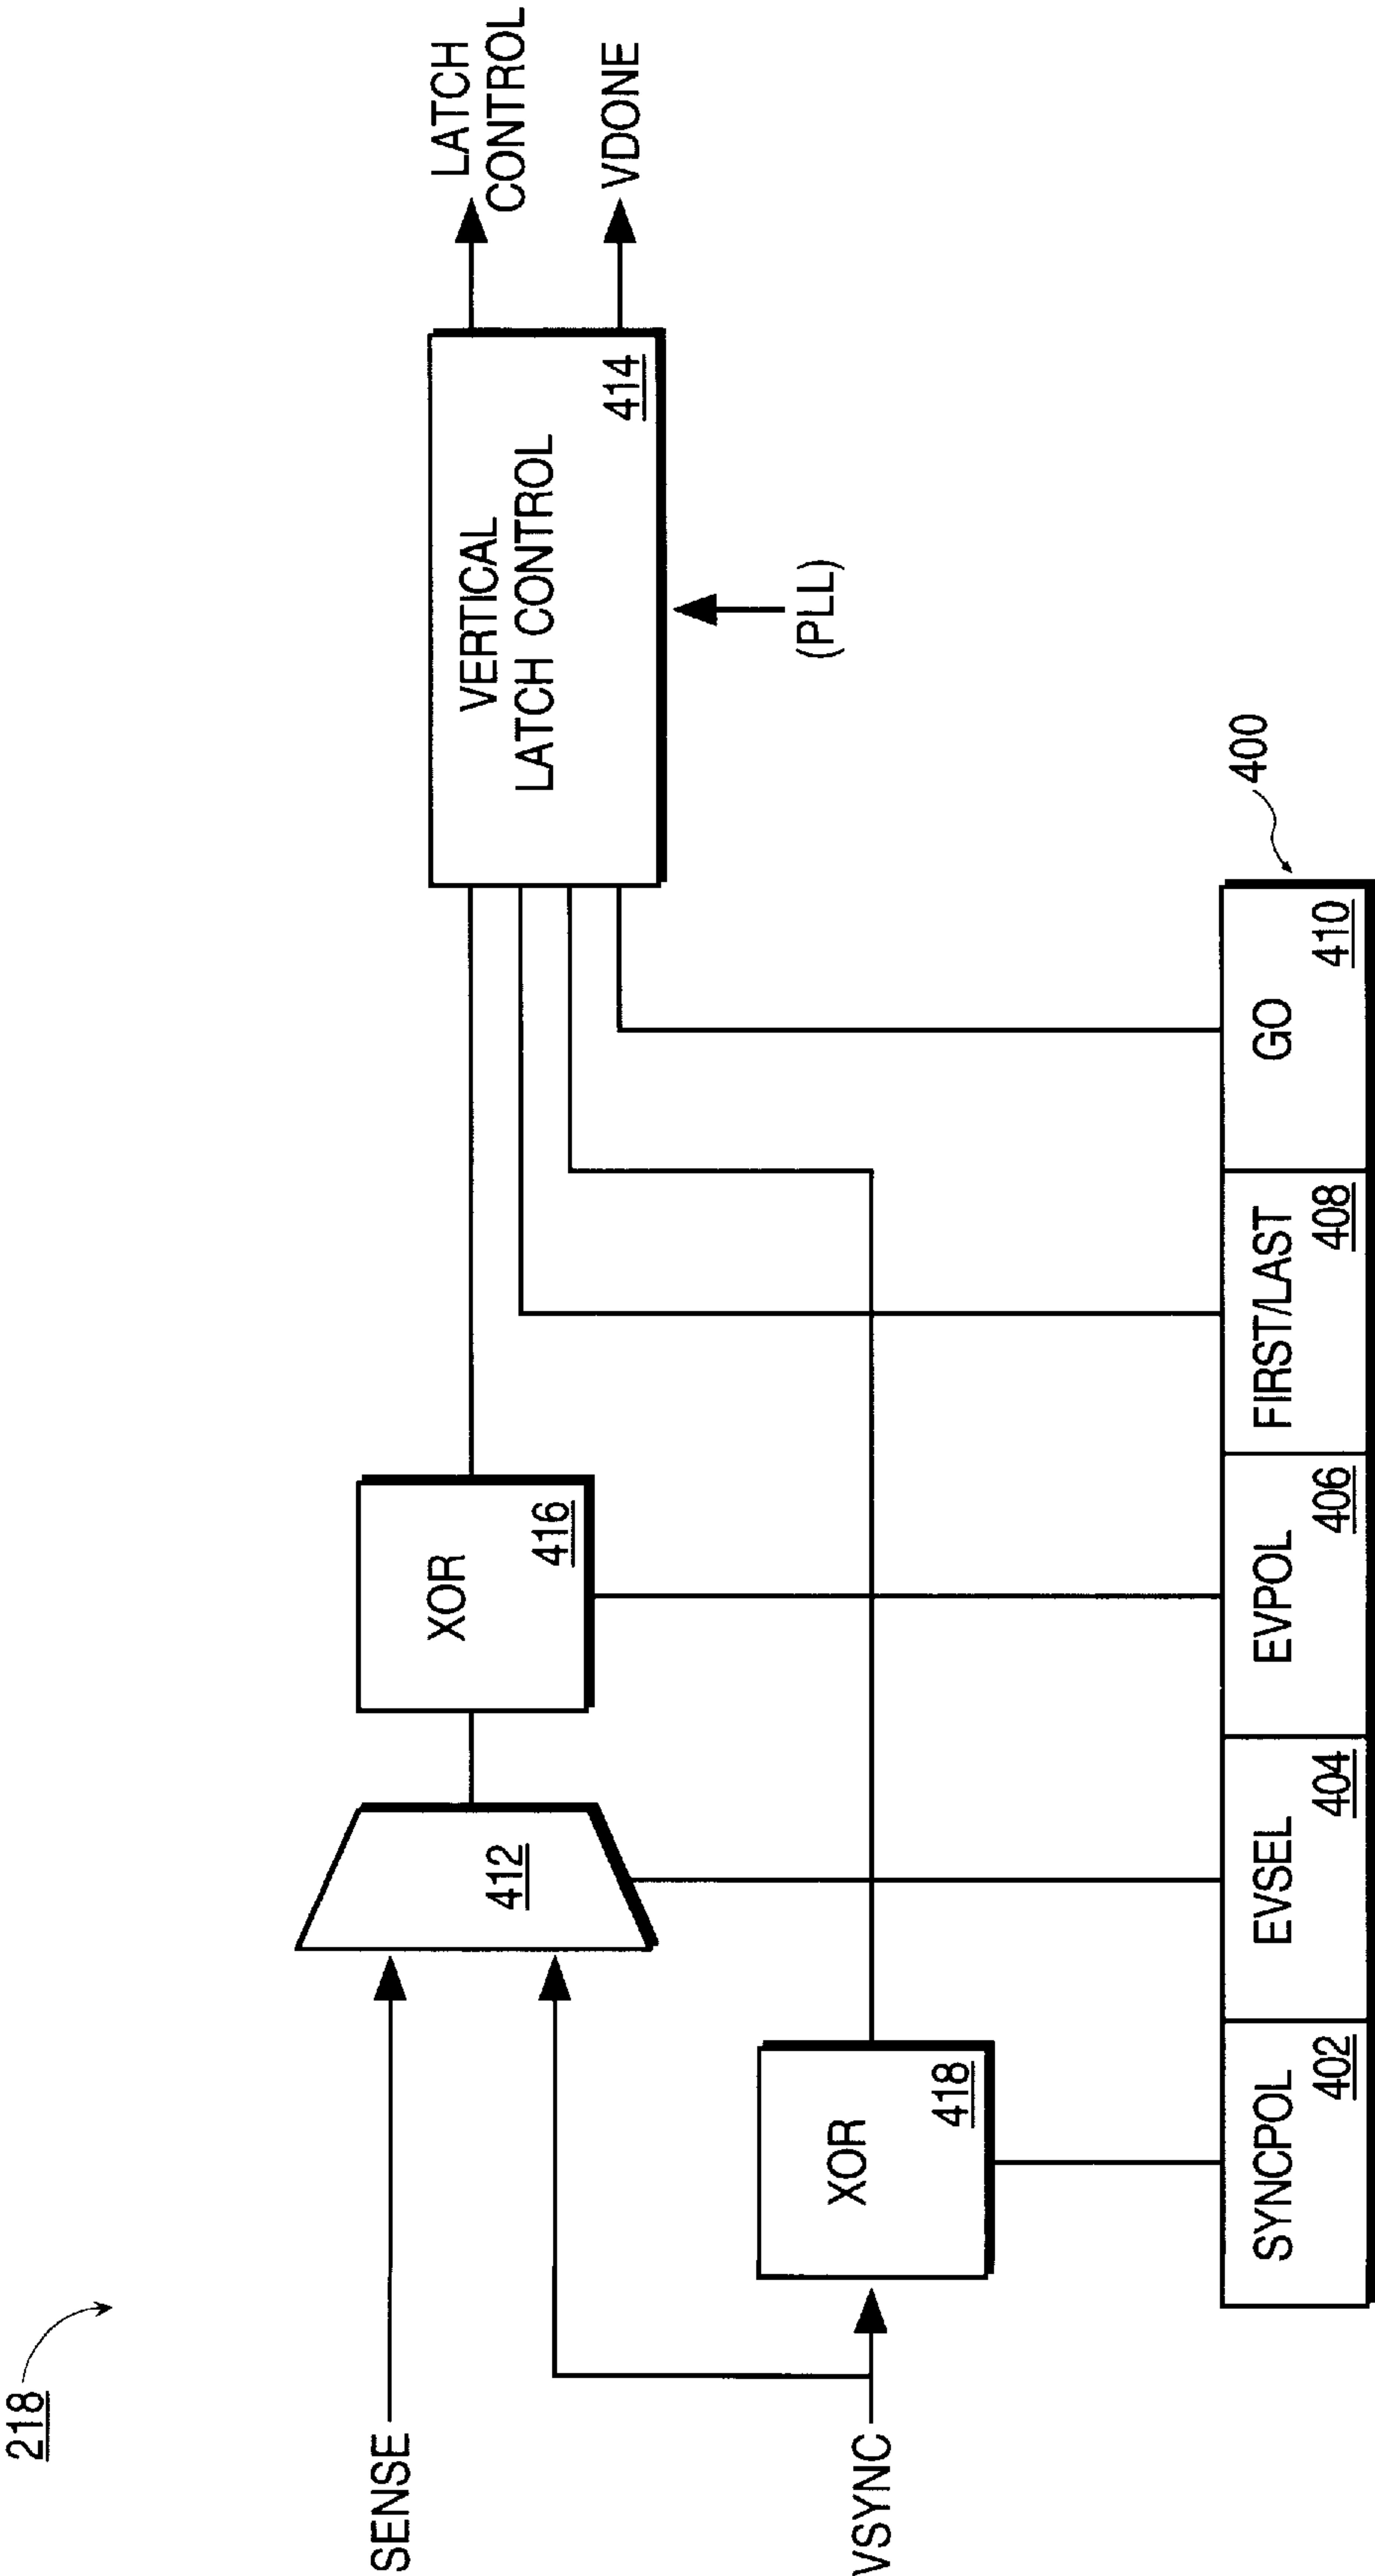 218
SENSE
VSYNC
412
XOR
416
XOR
418
VERTICAL
LATCH CONTROL
414
(PLL)
LATCH
CONTROL
VDONE
400
SYNCPOL
402
EVSEL
404
EVPOL
406
FIRST/LAST
408
GO
410